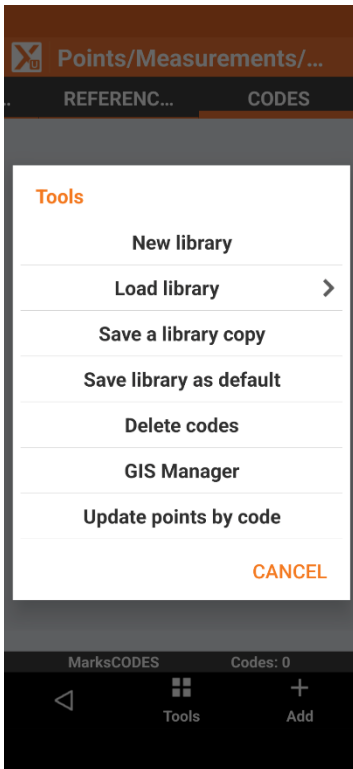 Points/Measurements/...
.. REFERENC... CODES
Tools
New library
Load library
Save a library copy
Save library as default
Delete codes
GIS Manager
Update points by code
CANCEL
MarksCODES Codes: 0
Tools Add